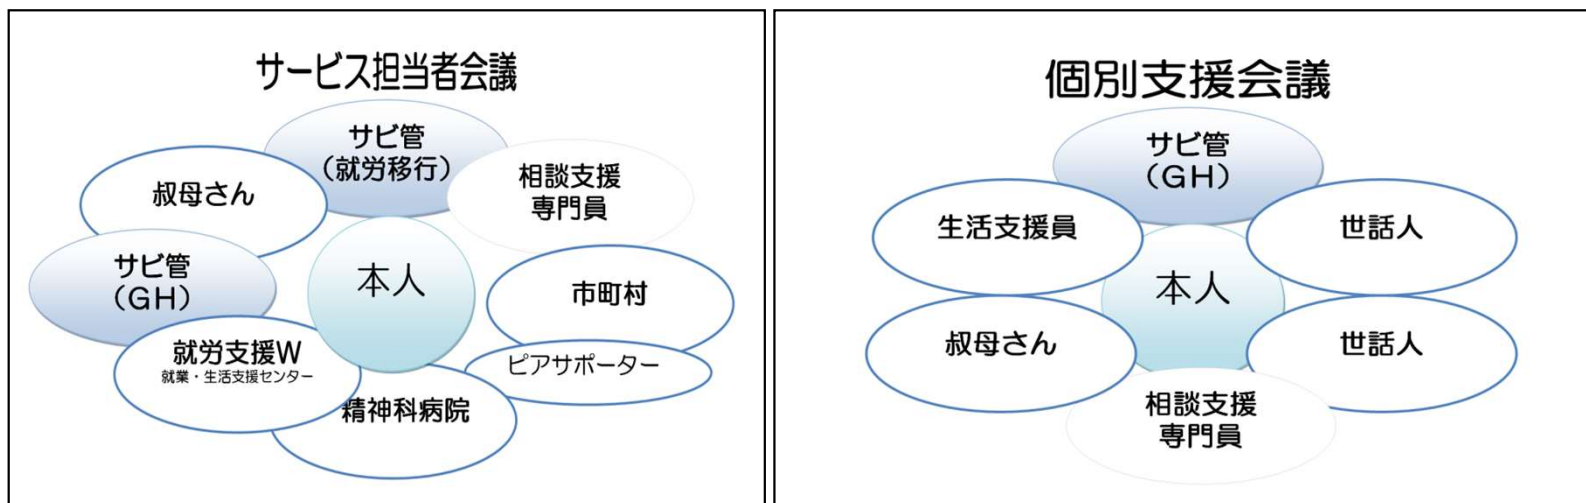 サービス担当者会議
サビ管
（就労移行）
叔母さん
相談支援
専門員
サビ管
（GH）
本人
市町村
就労支援W
就業・生活支援センター
ピアサポーター
精神科病院
個別支援会議
サビ管
（GH）
生活支援員
世話人
本人
叔母さん
世話人
相談支援
専門員